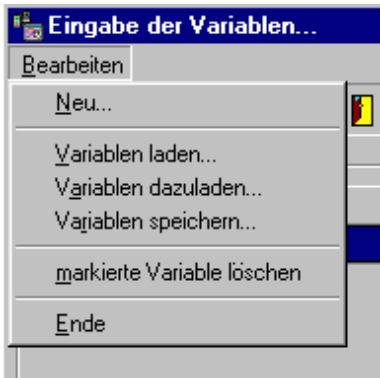 Eingabe der Variablen...
Bearbeiten
Neu...
Variablen laden...
Variablen dazuladen...
Variablen speichern...
markierte Variable löschen
Ende